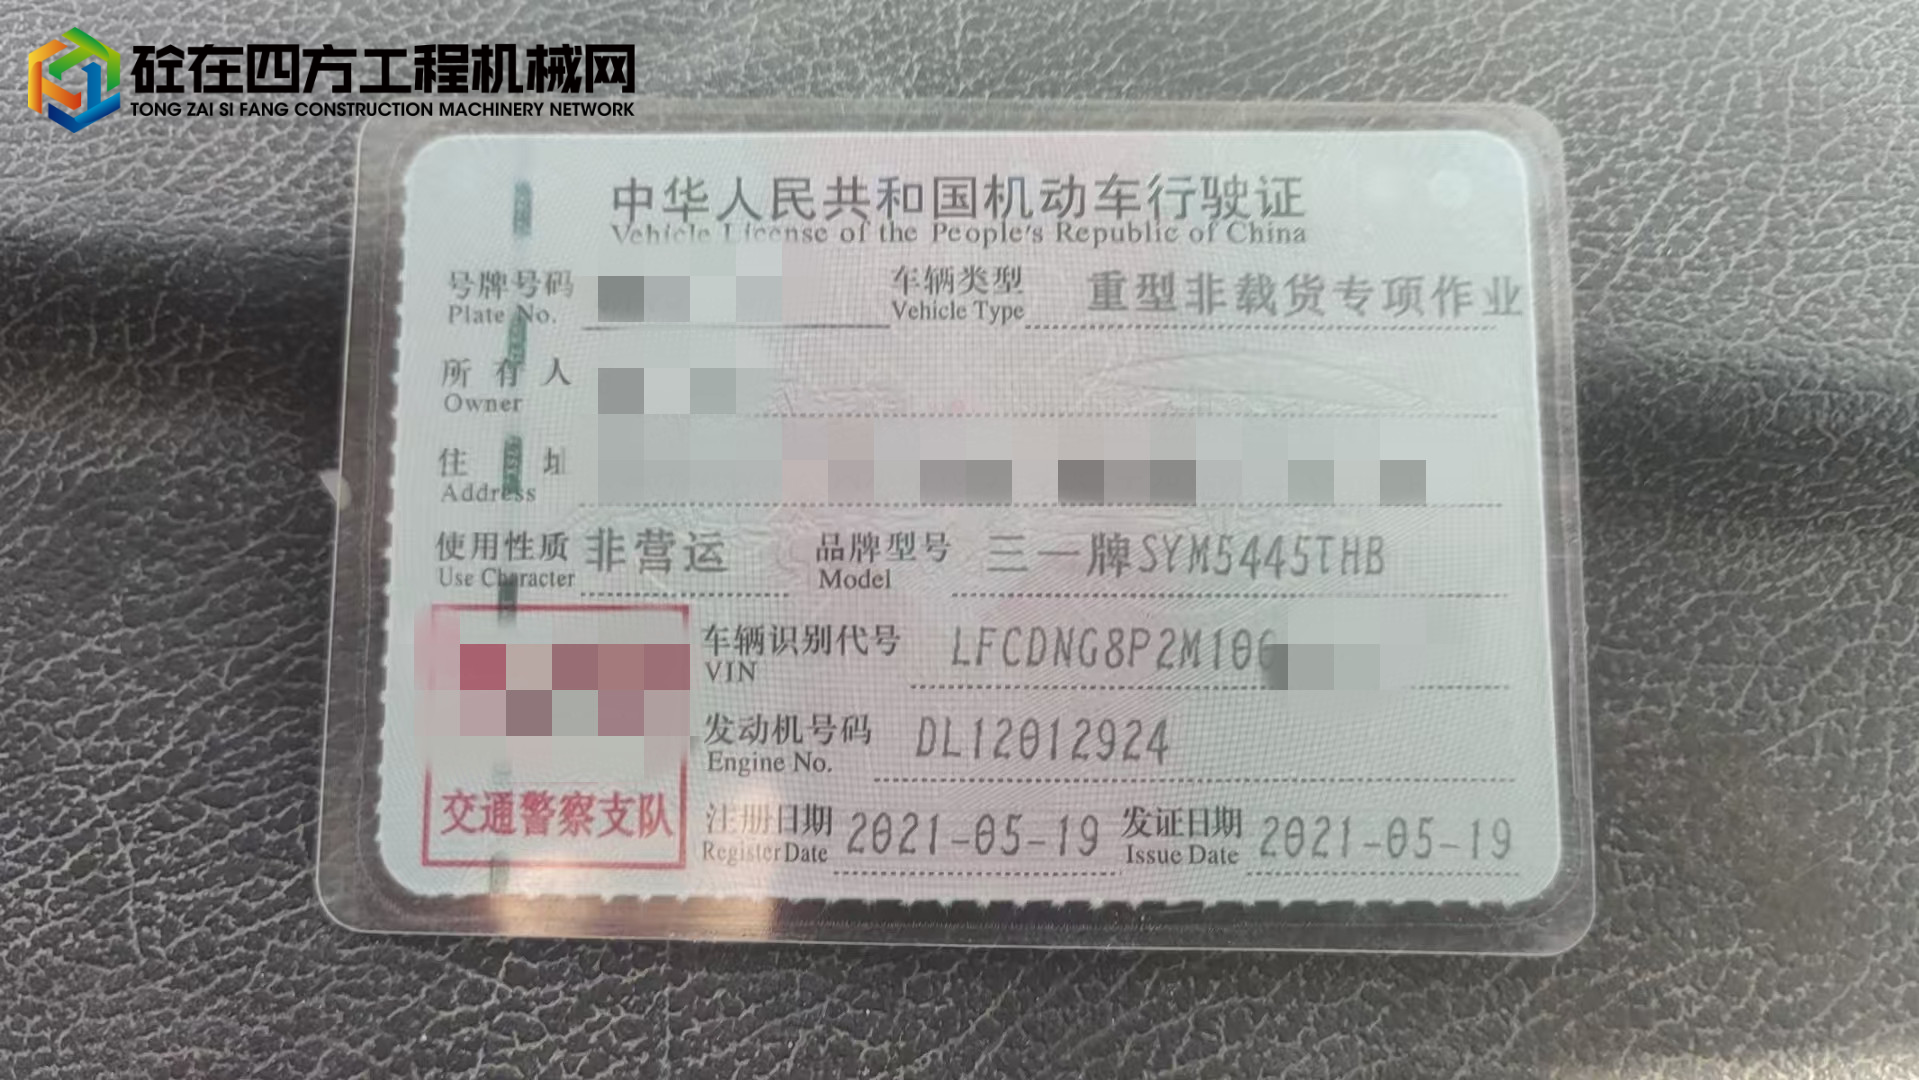 砼在四方工程机械网
TONG ZAI SI FANG CONSTRUCTION MACHINERY NETWORK
中华人民共和国机动车行驶证
Vehicle License of the People's Republic of China
号牌号码 车辆类型 重型非载货专项作业
Plate No. Vehicle Type
所有人
Owner
住址
Address
使用性质 非营运 品牌型号 三一牌SYM5445THB
Use Character Model
车辆识别代号 LFCDNG8P2M106
VIN
发动机号码 DL12012924
Engine No.
交通警察支队
注册日期 2021-05-19 发证日期 2021-05-19
Register Date Issue Date